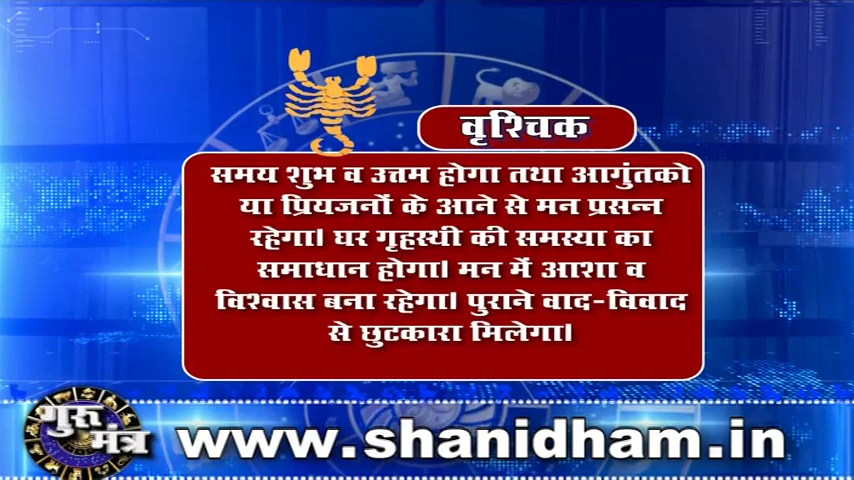 वृश्चिक
समय शुभ व उत्तम होगा तथा आगुंतको
या प्रियजनों के आने से मन प्रसन्न
रहेगा। घर गृहस्थी की समस्या का
समाधान होगा। मन में आशा व
विश्वास बना रहेगा। पुराने वाद-विवाद
से छुटकारा मिलेगा।
गुरु
मंत्र
www.shanidham.in